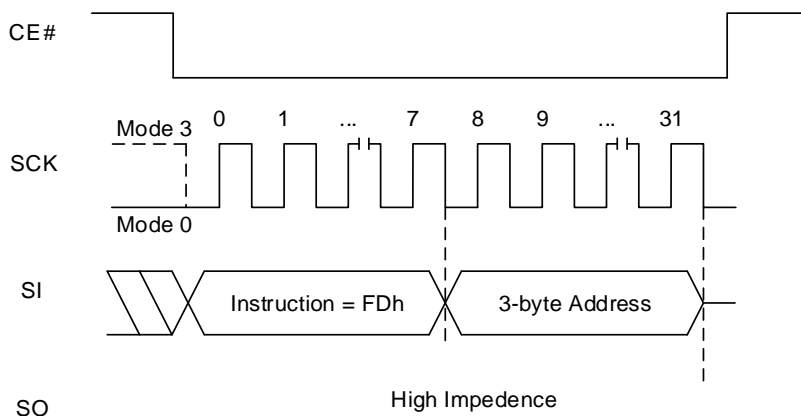 CE#
0 1 ... 7 8 9 ... 31
Mode 3
SCK
Mode 0
SI
Instruction = FDh
3-byte Address
High Impedence
SO